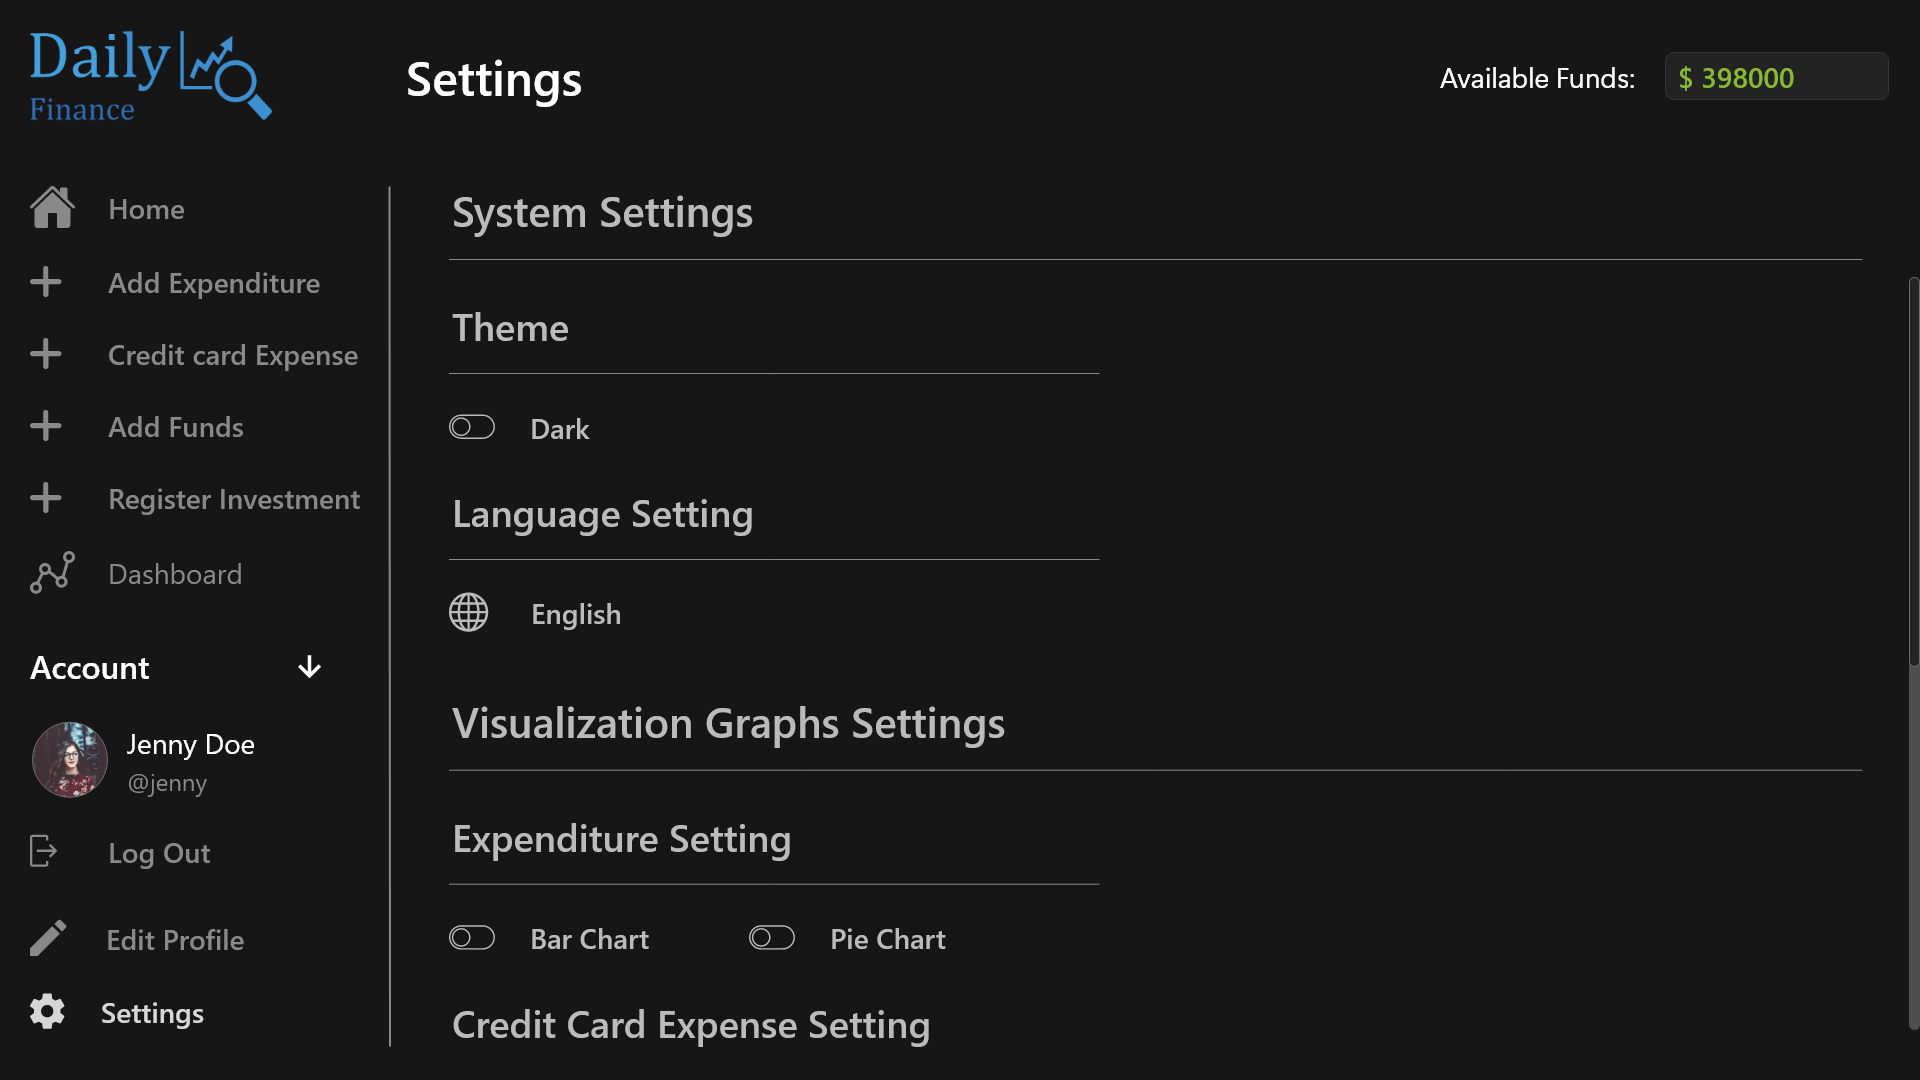 Daily
Finance
Settings
Available Funds:
$ 398000
Home
Add Expenditure
Credit card Expense
Add Funds
Register Investment
Dashboard
Account
Jenny Doe
@jenny
Log Out
Edit Profile
Settings
System Settings
Theme
Dark
Language Setting
English
Visualization Graphs Settings
Expenditure Setting
Bar Chart
Pie Chart
Credit Card Expense Setting